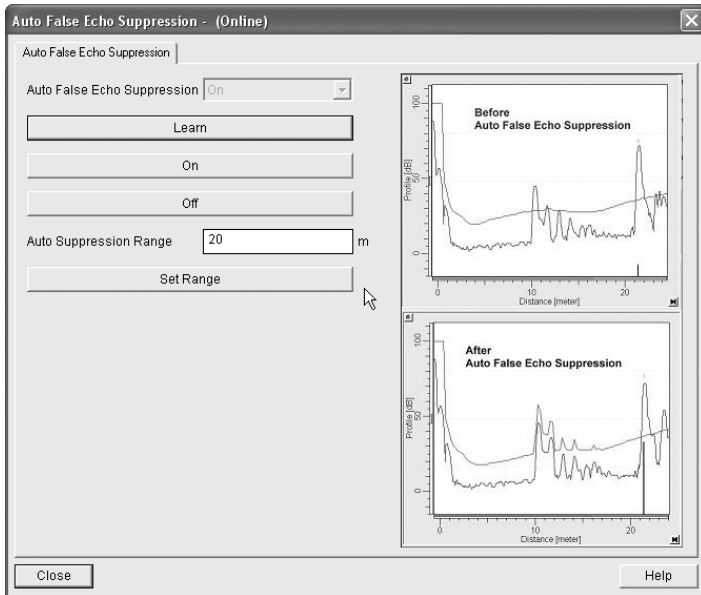 Auto False Echo Suppression - (Online)
Auto False Echo Suppression
Auto False Echo Suppression On
Learn
On
Off
Auto Suppression Range 20 m
Set Range
Before
Auto False Echo Suppression
Profile [dB]
100
50
0
0 10 20
Distance [meter]
After
Auto False Echo Suppression
Profile [dB]
100
50
0
0 10 20
Distance [meter]
Close
Help